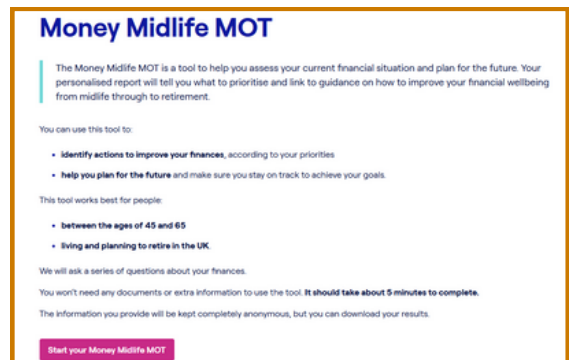 Money Midlife MOT
The Money Midlife MOT is a tool to help you assess your current financial situation and plan for the future. Your
personalised report will tell you what to prioritise and link to guidance on how to improve your financial wellbeing
from midlife through to retirement.
You can use this tool to:
• identify actions to improve your finances, according to your priorities
• help you plan for the future and make sure you stay on track to achieve your goals.
This tool works best for people:
• between the ages of 45 and 65
• living and planning to retire in the UK.
We will ask a series of questions about your finances.
You won't need any documents or extra information to use the tool. It should take about 5 minutes to complete.
The information you provide will be kept completely anonymous, but you can download your results.
Start your Money Midlife MOT